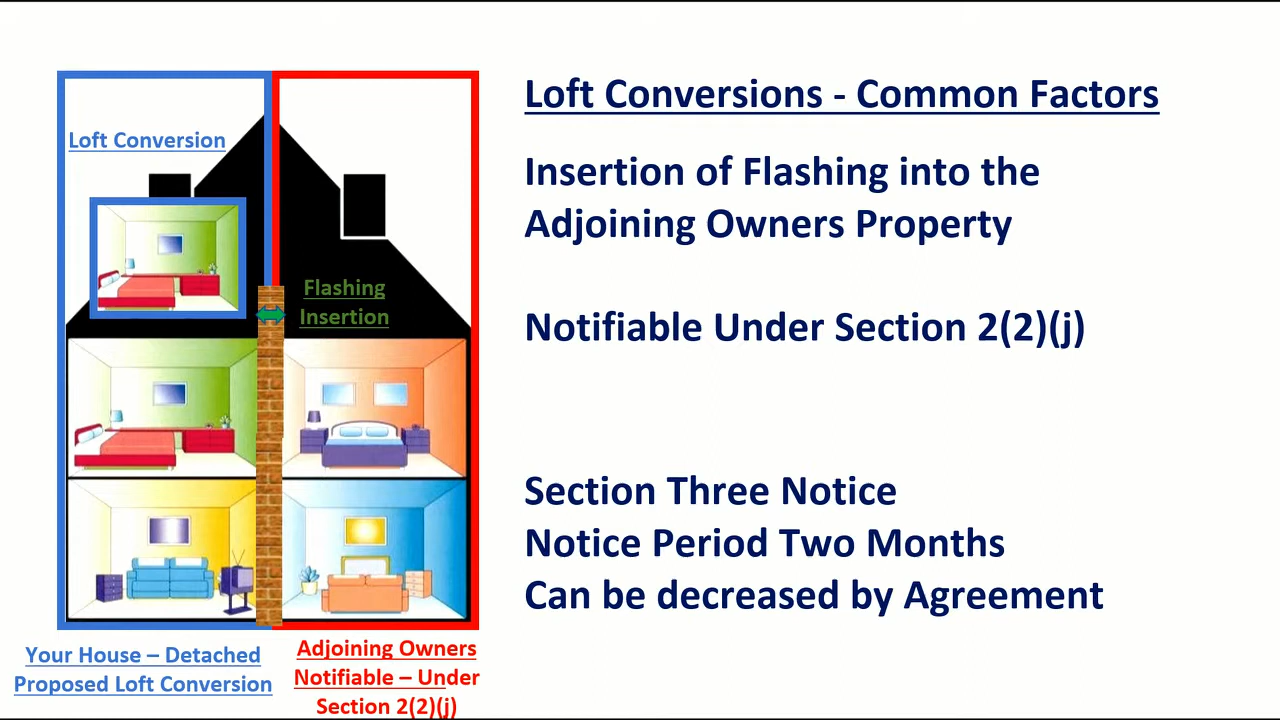 Loft Conversions - Common Factors
Insertion of Flashing into the
Adjoining Owners Property
Notifiable Under Section 2(2)(j)
Section Three Notice
Notice Period Two Months
Can be decreased by Agreement
Loft Conversion
Flashing
Insertion
Your House – Detached
Proposed Loft Conversion
Adjoining Owners
Notifiable – Under
Section 2(2)(j)